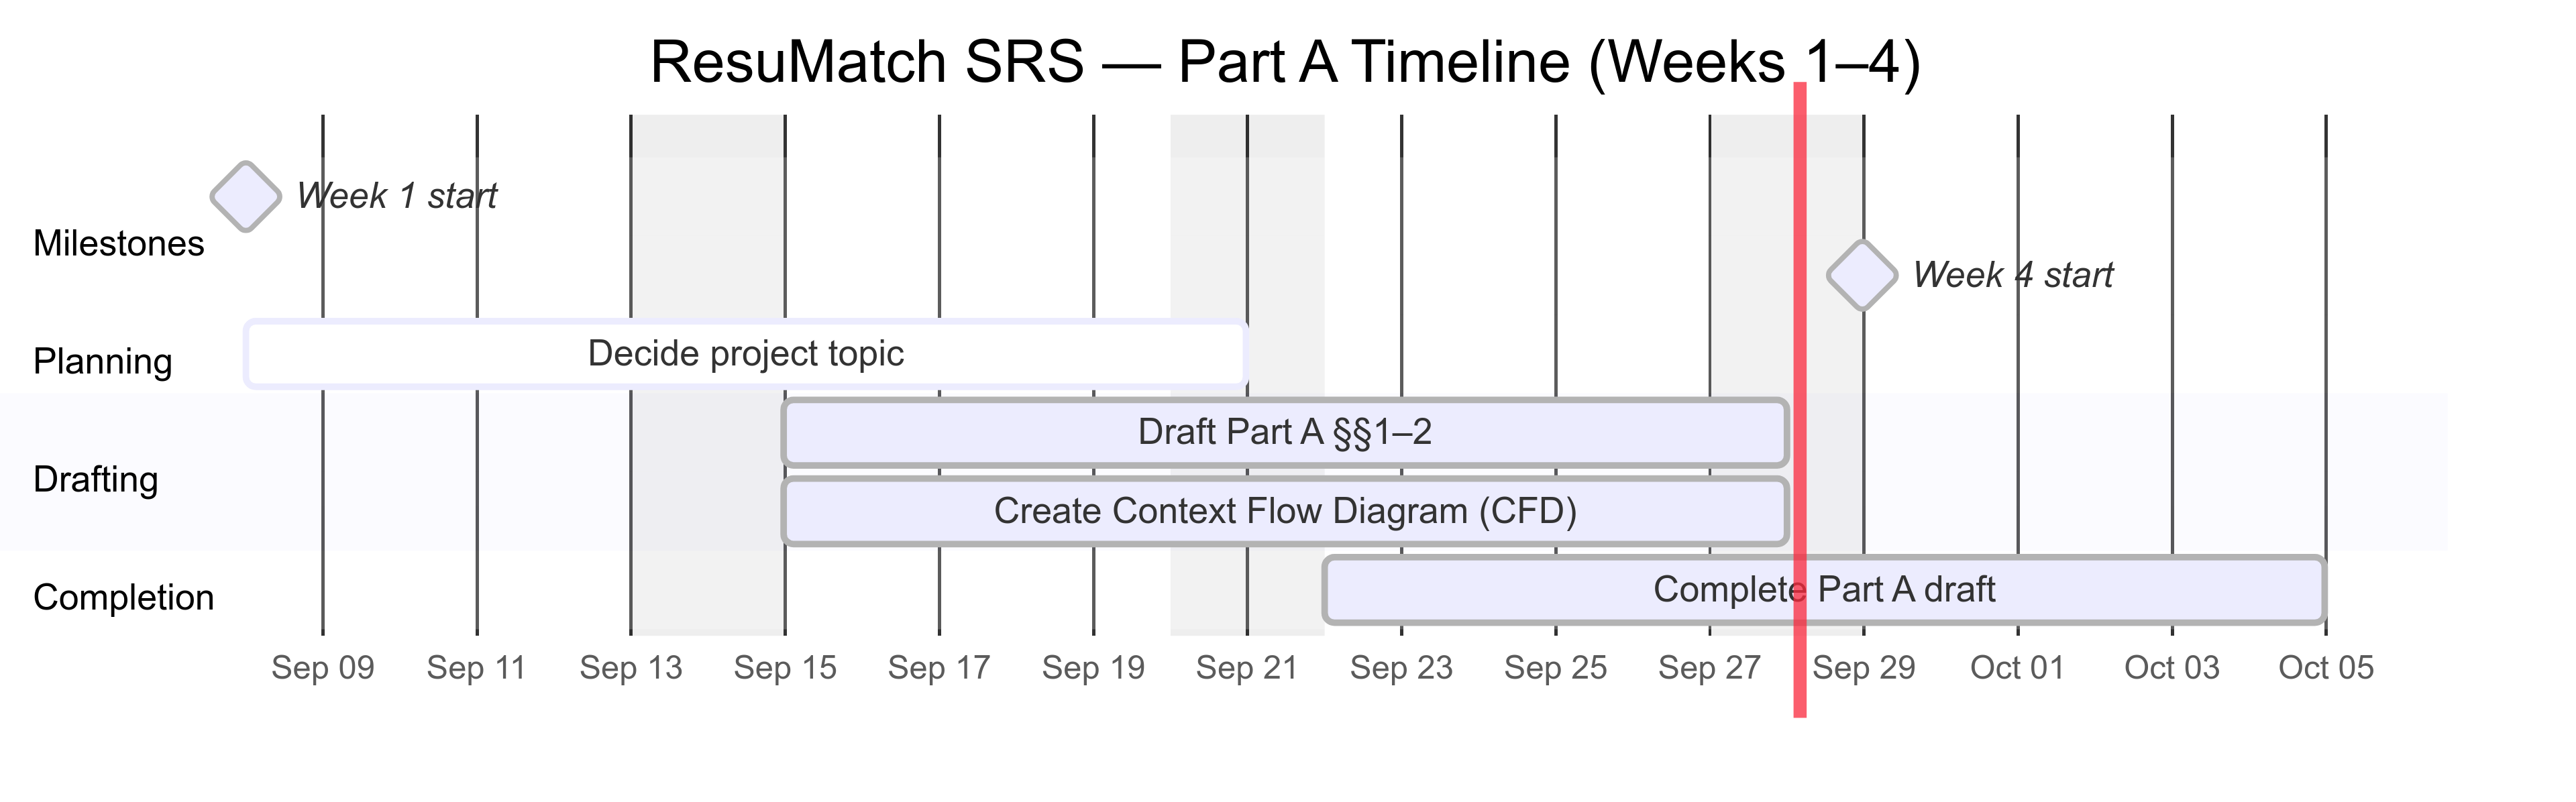 ResuMatch SRS — Part A Timeline (Weeks 1–4)
Week 1 start
Milestones
Week 4 start
Planning
Decide project topic
Draft Part A §§1–2
Drafting
Create Context Flow Diagram (CFD)
Completion
Complete Part A draft
Sep 09 Sep 11 Sep 13 Sep 15 Sep 17 Sep 19 Sep 21 Sep 23 Sep 25 Sep 27 Sep 29 Oct 01 Oct 03 Oct 05